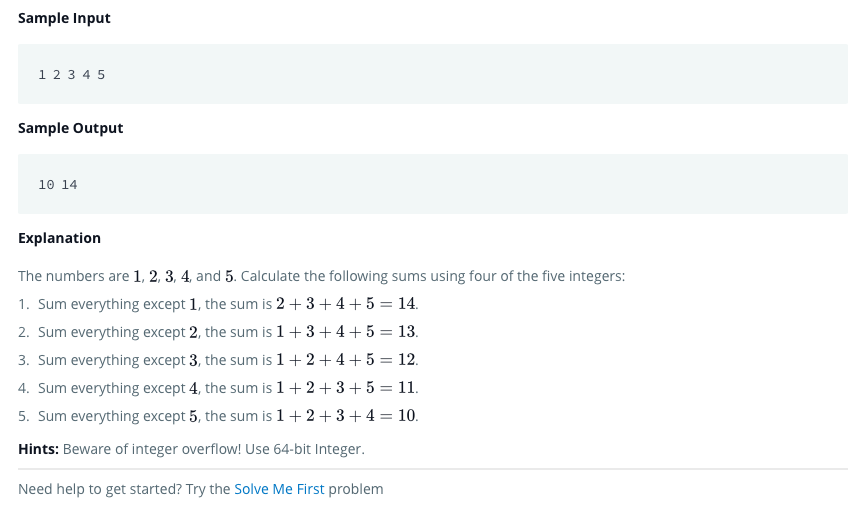 Sample Input
1 2 3 4 5
Sample Output
10 14
Explanation
The numbers are 1, 2, 3, 4, and 5. Calculate the following sums using four of the five integers:
1. Sum everything except 1, the sum is 2 + 3 + 4 + 5 = 14.
2. Sum everything except 2, the sum is 1 + 3 + 4 + 5 = 13.
3. Sum everything except 3, the sum is 1 + 2 + 4 + 5 = 12.
4. Sum everything except 4, the sum is 1 + 2 + 3 + 5 = 11.
5. Sum everything except 5, the sum is 1 + 2 + 3 + 4 = 10.
Hints: Beware of integer overflow! Use 64-bit Integer.
Need help to get started? Try the Solve Me First problem